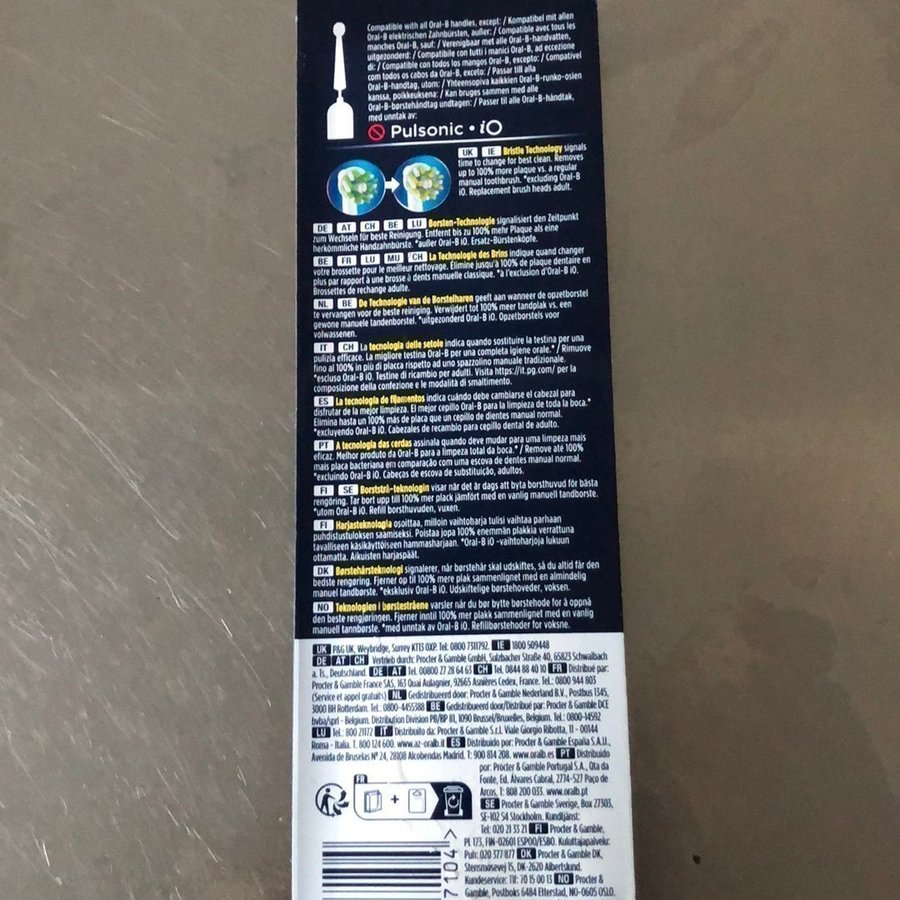 Compatible with all Oral-B handles, except: / Kompatibel mit allen
Oral-B elektrischen Zahnbürsten, außer: / Compatible avec tous les
manches Oral-B, sauf: / Verenigbaar met alle Oral-B-handvatten,
uitgezonderd: / Compatibile con tutti i manici Oral-B, ad eccezione
di: / Compatible con todos los mangos Oral-B, excepto: / Compatível
com todos os cabos da Oral-B, exceto: / Passar till alla
Oral-B-handtag, utom: / Yhteensopiva kaikkien Oral-B-runko-osien
kanssa, poikkeuksena: / Kan bruges sammen med alle
Oral-B-børstehåndtag undtagen: / Passer til alle Oral-B-håndtak,
med unntak av:
Pulsonic • iO
UK IE Bristle Technology signals
time to change for best clean. Removes
up to 100% more plaque vs. a regular
manual toothbrush. *excluding Oral-B
iO. Replacement brush heads adult.
DE AT CH BE LU Borsten-Technologie signalisiert den Zeitpunkt
zum Wechseln für beste Reinigung. Entfernt bis zu 100% mehr Plaque als eine
herkömmliche Handzahnbürste. *außer Oral-B iO. Ersatz-Bürstenköpfe.
BE FR LU MU CH La Technologie des Brins indique quand changer
votre brossette pour le meilleur nettoyage. Élimine jusqu'à 100% de plaque dentaire en
plus par rapport à une brosse à dents manuelle classique. *à l'exclusion d'Oral-B iO.
Brossettes de rechange adulte.
NL BE De Technologie van de Borstelharen geeft aan wanneer de opzetborstel
te vervangen voor de beste reiniging. Verwijdert tot 100% meer tandplak vs. een
gewone manuele tandenborstel. *uitgezonderd Oral-B iO. Opzetborstels voor
volwassenen.
IT CH La tecnologia delle setole indica quando sostituire la testina per una
pulizia efficace. La migliore testina Oral-B per una completa igiene orale.* / Rimuove
fino al 100% in più di placca rispetto ad uno spazzolino manuale tradizionale.
*escluso Oral-B iO. Testine di ricambio per adulti. Visita https://it.pg.com/ per la
composizione della confezione e le modalità di smaltimento.
ES La tecnología de filamentos indica cuándo debe cambiarse el cabezal para
disfrutar de la mejor limpieza. El mejor cepillo Oral-B para la limpieza de toda la boca.*
Elimina hasta un 100% más de placa que un cepillo de dientes manual normal.
*excluyendo Oral-B iO. Cabezales de recambio para cepillo dental de adulto.
PT A tecnologia das cerdas assinala quando deve mudar para uma limpeza mais
eficaz. Melhor produto da Oral-B para a limpeza total da boca.* / Remove até 100%
mais placa bacteriana em comparação com uma escova de dentes manual normal.
*excluindo Oral-B iO. Cabeças de escova de substituição, adultos.
FI SE Borststrå-teknologin visar när det är dags att byta borsthuvud för bästa
rengöring. Tar bort upp till 100% mer plack jämfört med en vanlig manuell tandborste.
*utom Oral-B iO. Refill borsthuvuden, vuxen.
FI Harjasteknologia osoittaa, milloin vaihtoharja tulisi vaihtaa parhaan
puhdistustuloksen saamiseksi. Poistaa jopa 100% enemmän plakkia verrattuna
tavalliseen käsikäyttöiseen hammasharjaan. *Oral-B iO -vaihtoharjoja lukuun
ottamatta. Aikuisten harjaspäät.
DK Børstehårsteknologi signalerer, når børstehår skal udskiftes, så du altid får den
bedste rengøring. Fjerner op til 100% mere plak sammenlignet med en almindelig
manuel tandbørste. *eksklusiv Oral-B iO. Udskiftelige børstehoveder, voksen.
NO Teknologien i børstestråene varsler når du bør bytte børstehode for å oppnå
den beste rengjøringen. Fjerner inntil 100% mer plakk sammenlignet med en vanlig
manuell tannbørste. *med unntak av Oral-B iO. Refillbørstehoder for voksne.
UK P&G UK, Weybridge, Surrey KT13 0XP. Tel: 0800 7311792. IE 1800 509448
DE AT CH Vertrieb durch: Procter & Gamble GmbH, Sulzbacher Straße 40, 65823 Schwalbach
a. Ts., Deutschland. DE AT Tel. 00800 27 28 64 63 CH Tel. 0844 88 40 10 FR Distribué par:
Procter & Gamble France SAS, 163 Quai Aulagnier, 92665 Asnières Cedex, France. Tel.: 0800 944 803
(Service et appel gratuits) NL Gedistribueerd door: Procter & Gamble Nederland B.V., Postbus 1345,
3000 BH Rotterdam. Tel.: 0800-4455388 BE Gedistribueerd door/Distribué par: Procter & Gamble DCE
bvba/sprl - Belgium. Distribution Division PB/BP 81, 1090 Brussel/Bruxelles, Belgium. Tel.: 0800-14592
LU Tel.: 800 21172 IT Distribuito da: Procter & Gamble S.r.l. Viale Giorgio Ribotta, 11 - 00144
Roma - Italia. T. 800 124 600. www.az-oralb.it ES Distribuido por: Procter & Gamble España S.A.U.,
Avenida de Bruselas Nº 24, 28108 Alcobendas Madrid. T: 900 814 208. www.oralb.es PT Distribuído
por: Procter & Gamble Portugal S.A., Qta da
Fonte, Ed. Álvares Cabral, 2774-527 Paço de
Arcos. T: 808 200 033. www.oralb.pt
SE Procter & Gamble Sverige, Box 27303,
SE-102 54 Stockholm. Kundtjänst:
Tel: 020 21 33 21 FI Procter & Gamble,
PL 173, FIN-02601 ESPOO/ESBO. Kuluttajapalvelu:
Puh: 020 377 877 DK Procter & Gamble DK,
Stensmosevej 15, DK-2620 Albertslund.
Kundeservice: Tlf: 70 15 00 13 NO Procter &
Gamble, Postboks 6484 Etterstad, NO-0605 OSLO.
FR
+
7104>